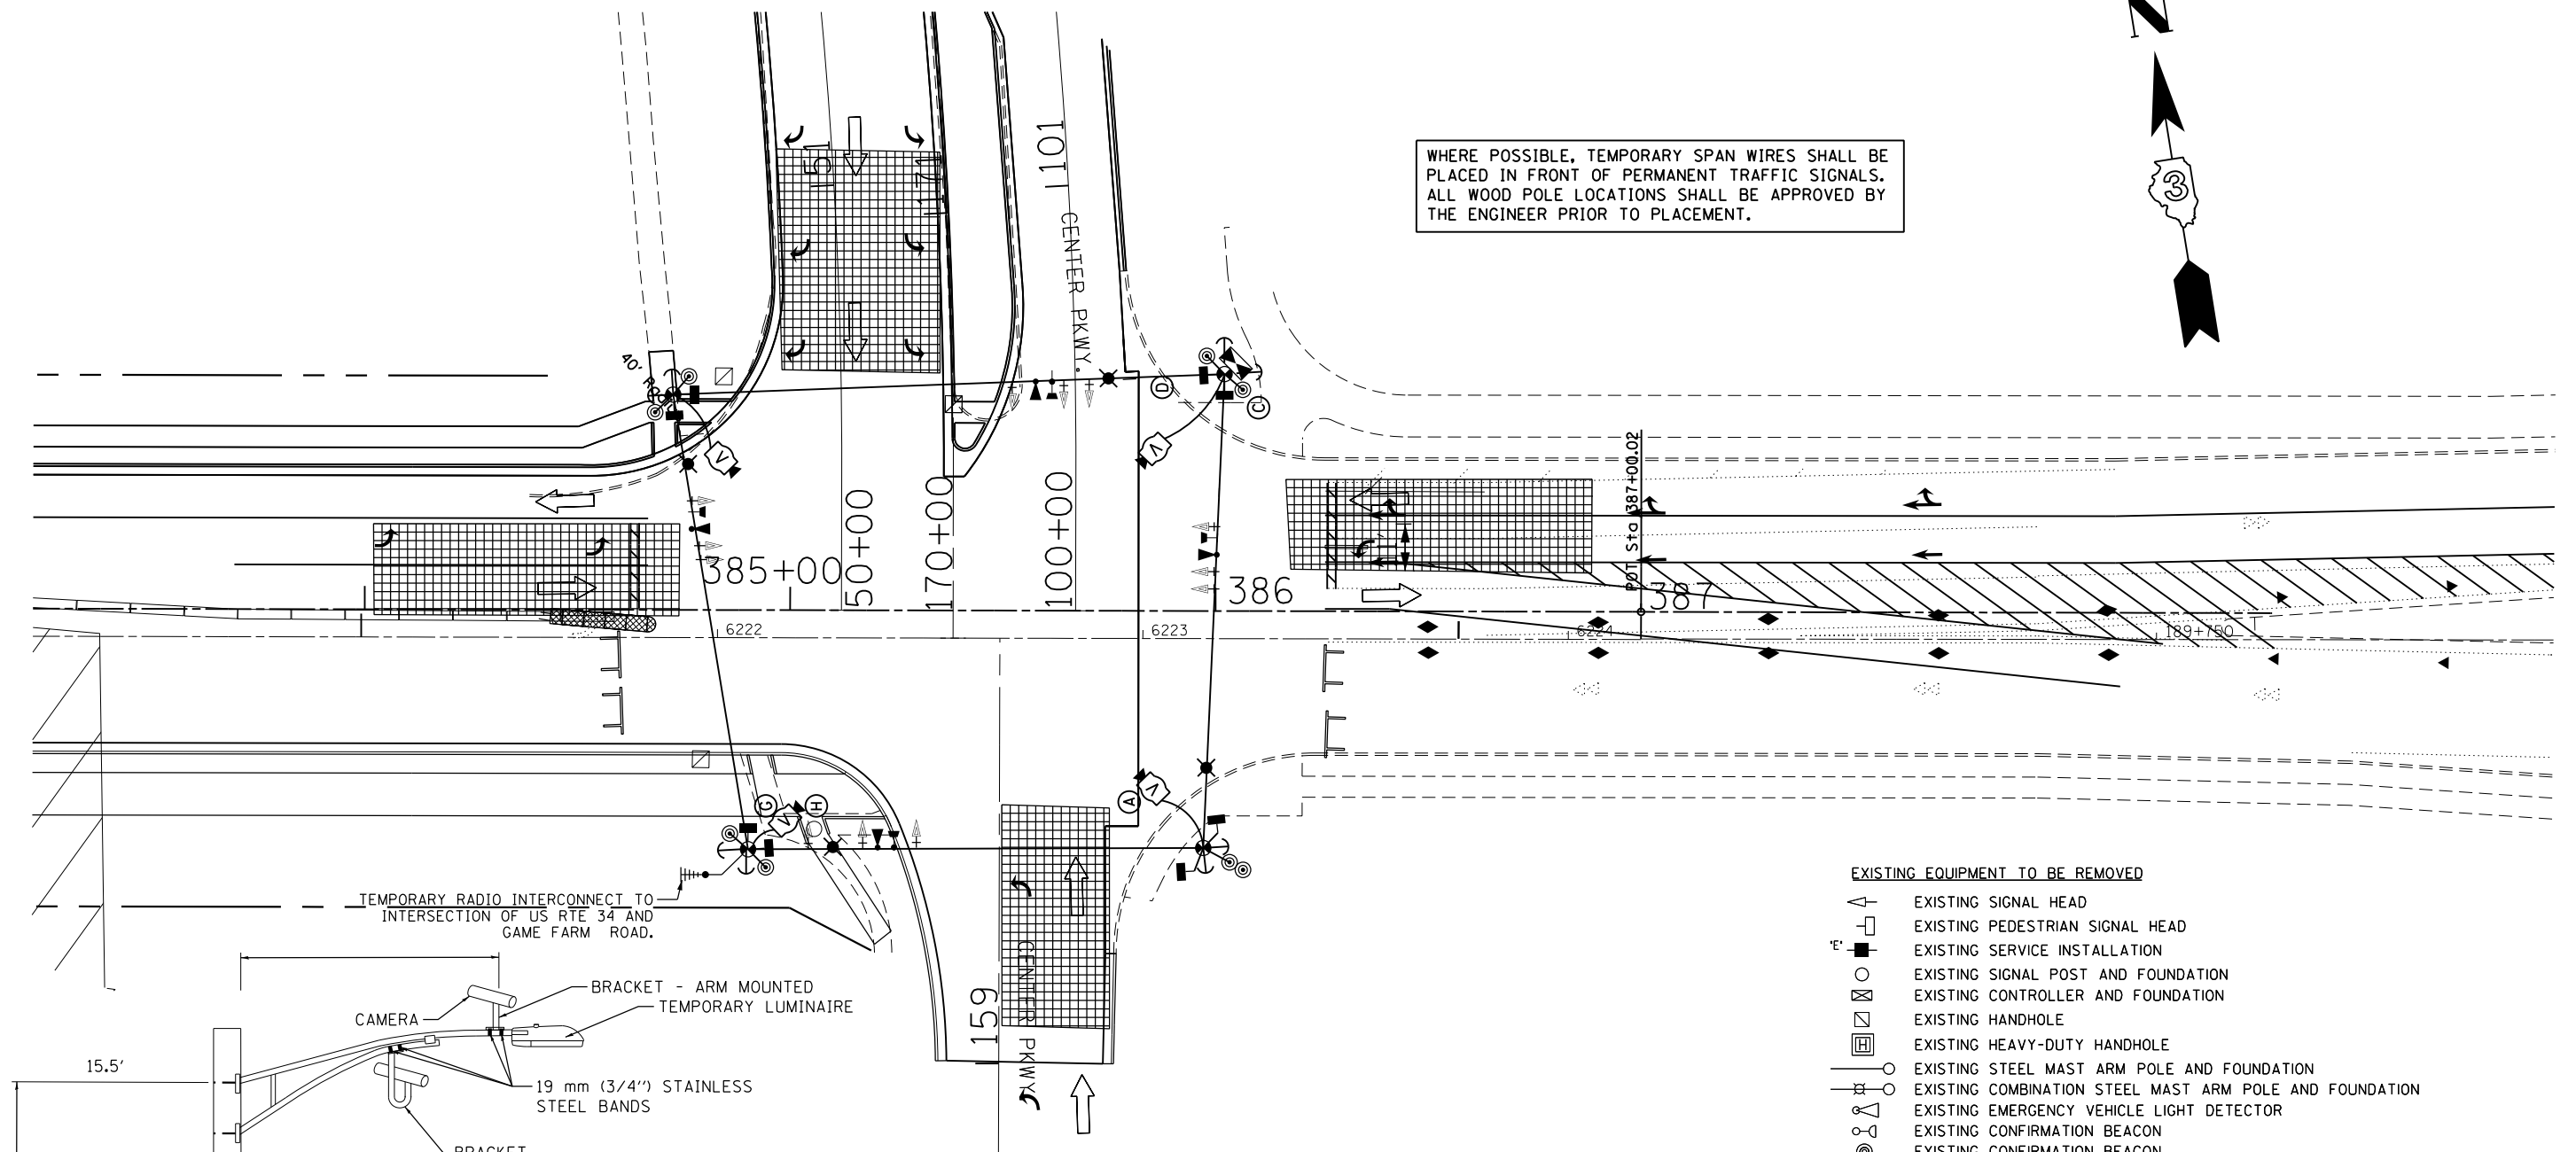 N
3
WHERE POSSIBLE, TEMPORARY SPAN WIRES SHALL BE
PLACED IN FRONT OF PERMANENT TRAFFIC SIGNALS.
ALL WOOD POLE LOCATIONS SHALL BE APPROVED BY
THE ENGINEER PRIOR TO PLACEMENT.
151
171
1101
CENTER PKWY.
40'
D
C
V
V
POT Sta 387+00.02
385+00
50+00
170+00
100+00
386
387
6222
6223
6224
189+750
G
H
A
V
V
TEMPORARY RADIO INTERCONNECT TO
INTERSECTION OF US RTE 34 AND
GAME FARM ROAD.
CENTER PKWY.
159
BRACKET - ARM MOUNTED
TEMPORARY LUMINAIRE
CAMERA
15.5'
19 mm (3/4'') STAINLESS
STEEL BANDS
BRACKET
EXISTING EQUIPMENT TO BE REMOVED
EXISTING SIGNAL HEAD
EXISTING PEDESTRIAN SIGNAL HEAD
'E' EXISTING SERVICE INSTALLATION
EXISTING SIGNAL POST AND FOUNDATION
EXISTING CONTROLLER AND FOUNDATION
EXISTING HANDHOLE
H EXISTING HEAVY-DUTY HANDHOLE
EXISTING STEEL MAST ARM POLE AND FOUNDATION
EXISTING COMBINATION STEEL MAST ARM POLE AND FOUNDATION
EXISTING EMERGENCY VEHICLE LIGHT DETECTOR
EXISTING CONFIRMATION BEACON
EXISTING CONFIRMATION BEACON